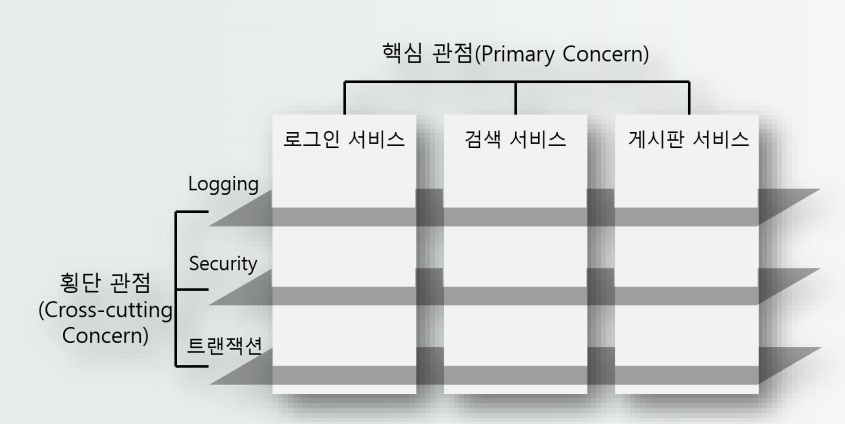 핵심 관점(Primary Concern)
로그인 서비스
검색 서비스
게시판 서비스
Logging
Security
횡단 관점
(Cross-cutting
Concern)
트랜잭션